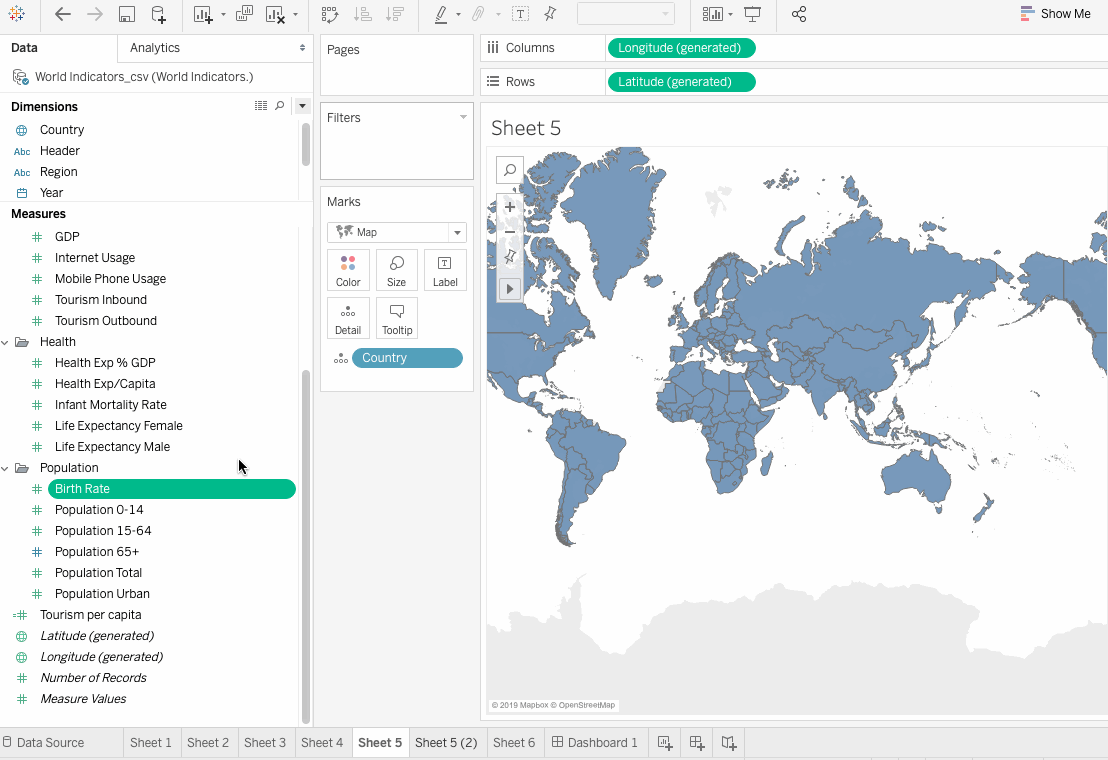 Show Me
Data
Analytics
World Indicators_csv (World Indicators.)
Dimensions
Country
Abc Header
Abc Region
Year
Measures
GDP
Internet Usage
Mobile Phone Usage
Tourism Inbound
Tourism Outbound
Health
Health Exp % GDP
Health Exp/Capita
Infant Mortality Rate
Life Expectancy Female
Life Expectancy Male
Population
Birth Rate
Population 0-14
Population 15-64
Population 65+
Population Total
Population Urban
Tourism per capita
Latitude (generated)
Longitude (generated)
Number of Records
Measure Values
Pages
Filters
Marks
Map
Color
Size
Label
Detail
Tooltip
Country
Columns
Longitude (generated)
Rows
Latitude (generated)
Sheet 5
© 2019 Mapbox © OpenStreetMap
Data Source
Sheet 1
Sheet 2
Sheet 3
Sheet 4
Sheet 5
Sheet 5 (2)
Sheet 6
Dashboard 1